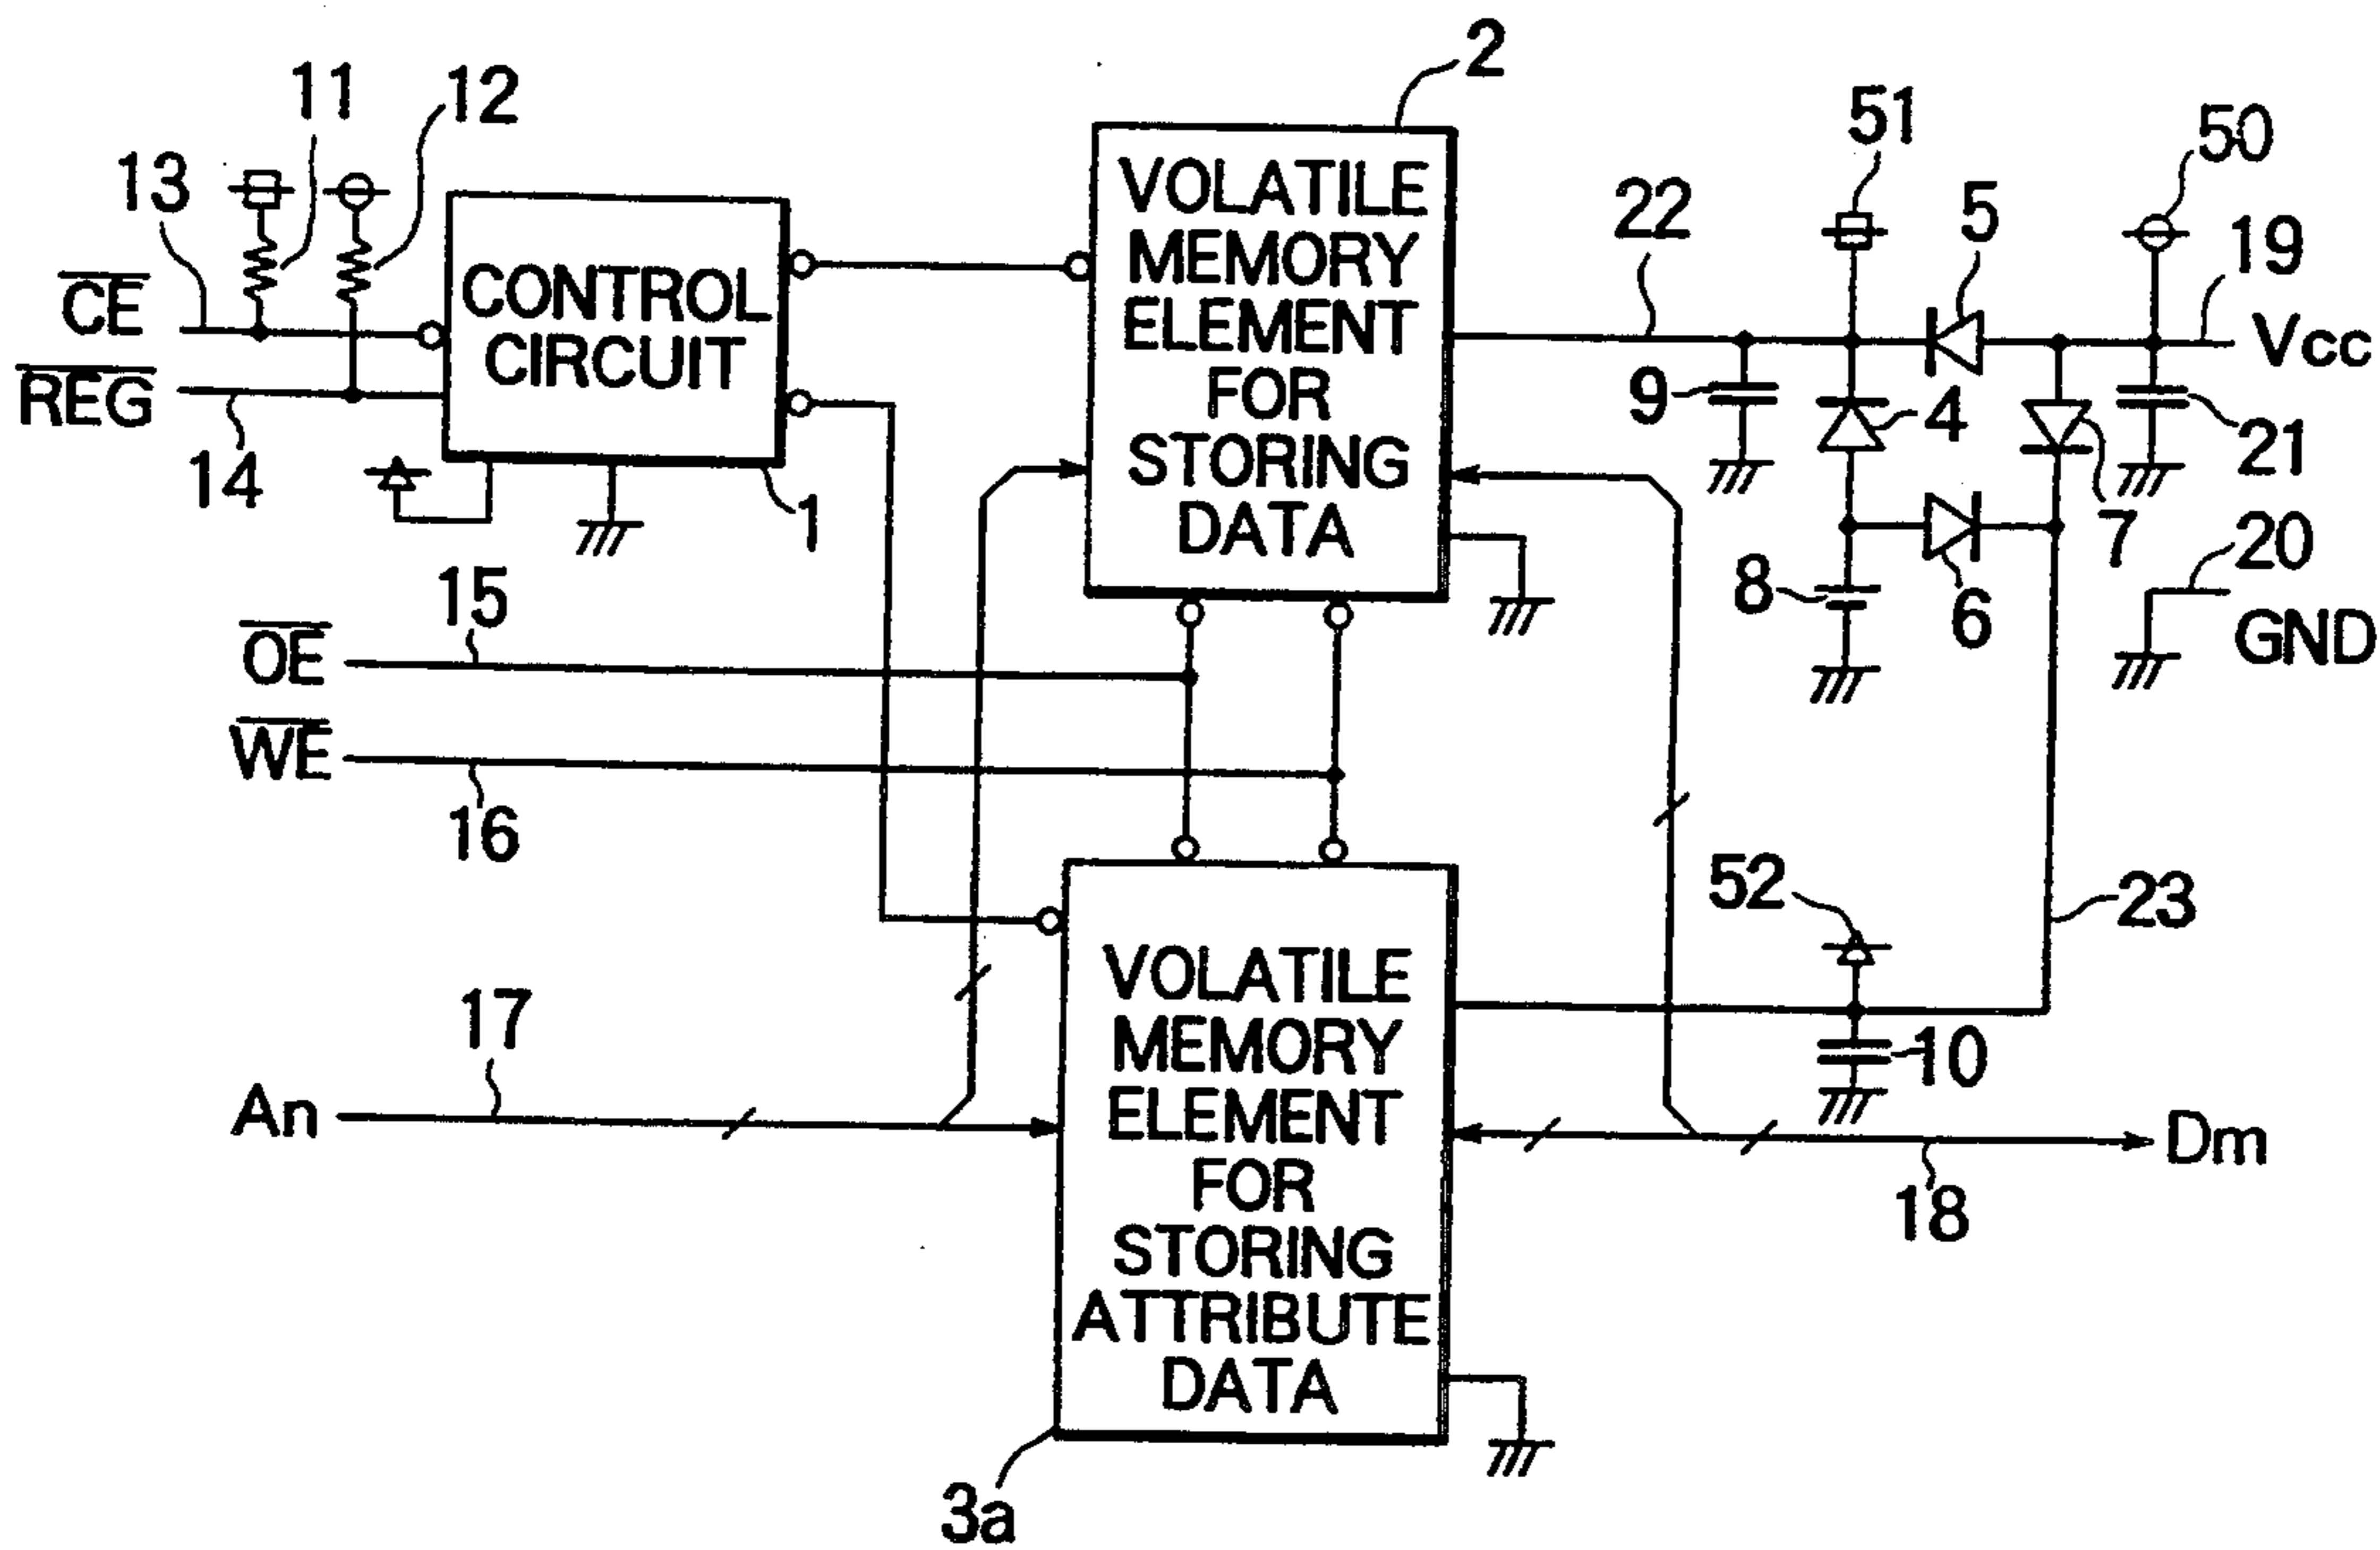 2
11
12
51
50
13
22
5
19
CE
CONTROL
CIRCUIT
VOLATILE
MEMORY
ELEMENT
FOR
STORING
DATA
Vcc
REG
9
4
21
14
1
7
20
8
6
GND
15
OE
WE
16
52
23
VOLATILE
MEMORY
ELEMENT
FOR
STORING
ATTRIBUTE
DATA
17
10
An
Dm
18
3a